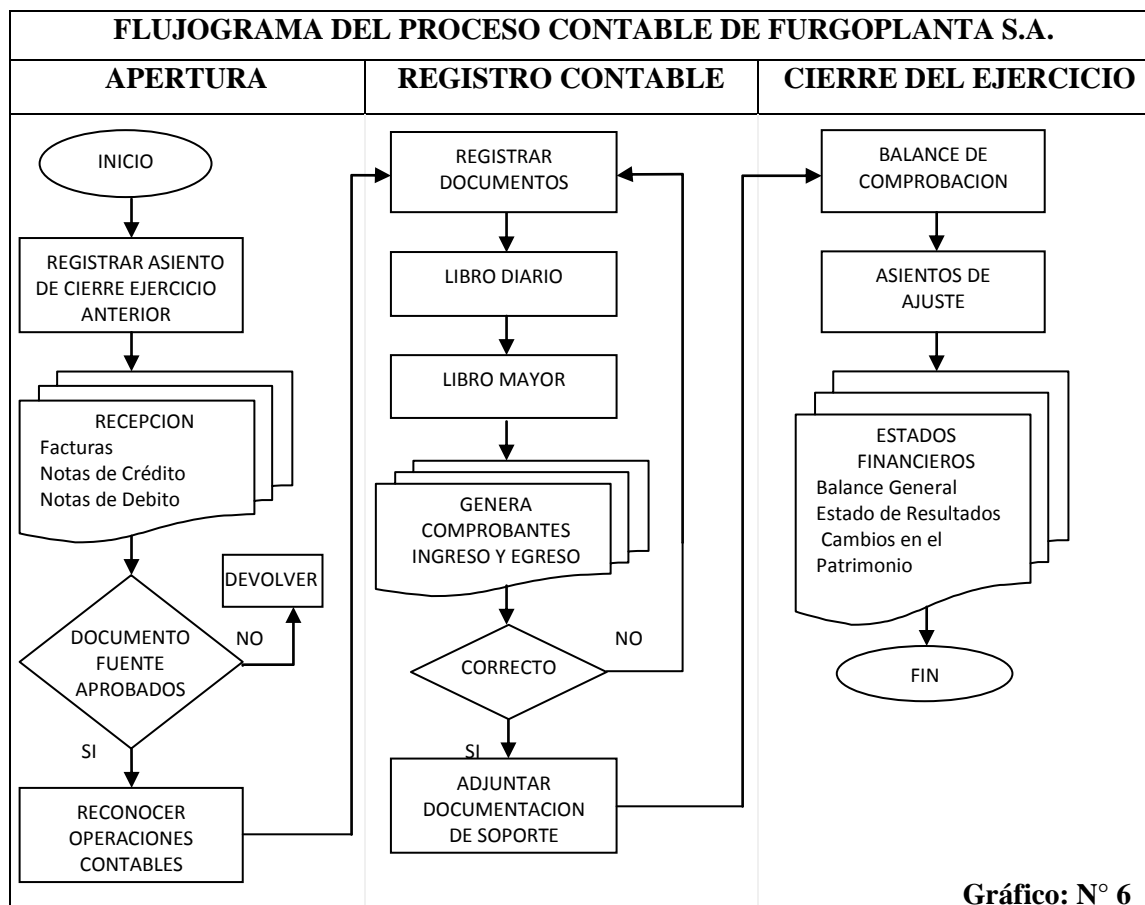 FLUJOGRAMA DEL PROCESO CONTABLE DE FURGOPLANTA S.A.
APERTURA
REGISTRO CONTABLE
CIERRE DEL EJERCICIO
INICIO
REGISTRAR ASIENTO
DE CIERRE EJERCICIO
ANTERIOR
RECEPCION
Facturas
Notas de Crédito
Notas de Debito
DEVOLVER
DOCUMENTO
FUENTE
APROBADOS
NO
SI
RECONOCER
OPERACIONES
CONTABLES
REGISTRAR
DOCUMENTOS
LIBRO DIARIO
LIBRO MAYOR
GENERA
COMPROBANTES
INGRESO Y EGRESO
CORRECTO
NO
SI
ADJUNTAR
DOCUMENTACION
DE SOPORTE
BALANCE DE
COMPROBACION
ASIENTOS DE
AJUSTE
ESTADOS
FINANCIEROS
Balance General
Estado de Resultados
Cambios en el
Patrimonio
FIN
Gráfico: N° 6